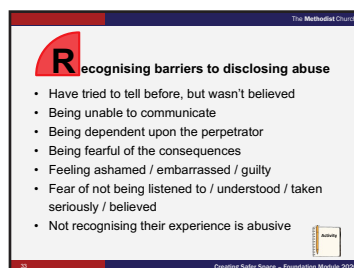 The Methodist Church
Recognising barriers to disclosing abuse
• Have tried to tell before, but wasn't believed
• Being unable to communicate
• Being dependent upon the perpetrator
• Being fearful of the consequences
• Feeling ashamed / embarrassed / guilty
• Fear of not being listened to / understood / taken
seriously / believed
• Not recognising their experience is abusive
Activity
33
Creating Safer Space – Foundation Module